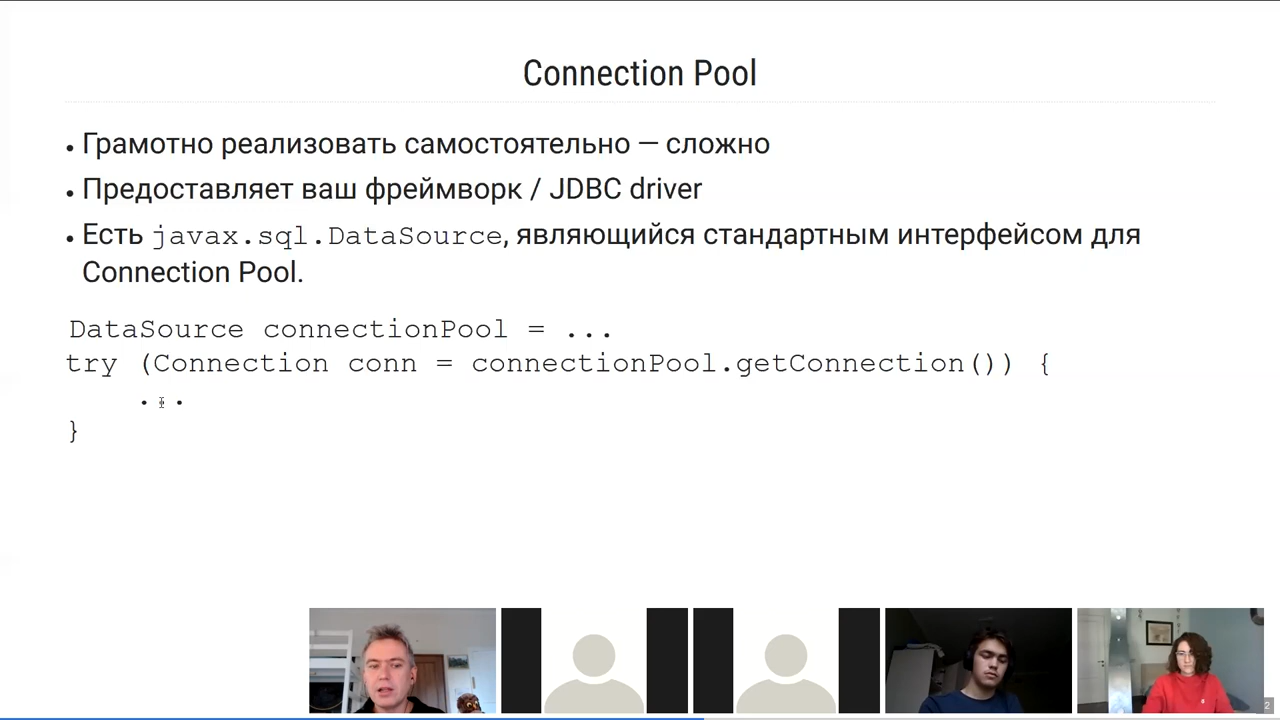 Connection Pool
• Грамотно реализовать самостоятельно — сложно
• Предоставляет ваш фреймворк / JDBC driver
• Есть javax.sql.DataSource, являющийся стандартным интерфейсом для
Connection Pool.
DataSource connectionPool = ...
try (Connection conn = connectionPool.getConnection()) {
...
}
2